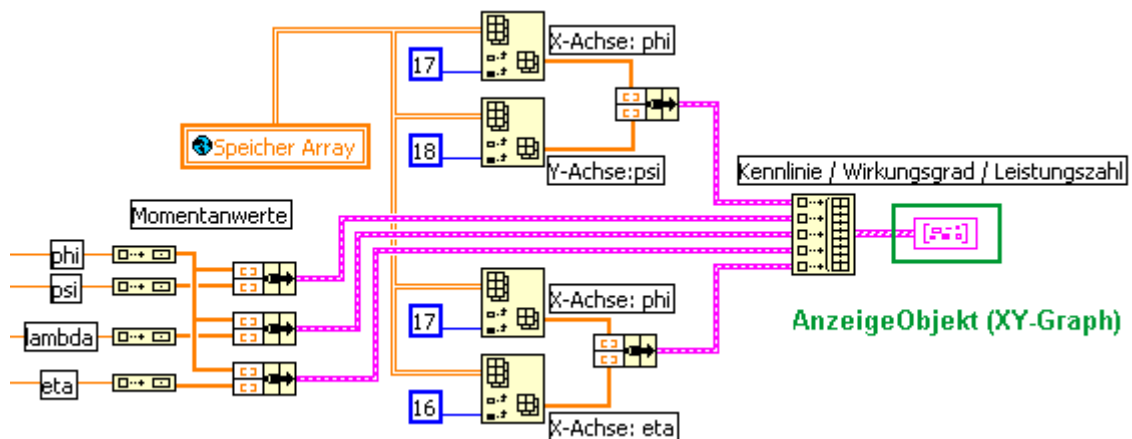 X-Achse: phi
17
Speicher Array
18
Y-Achse:psi
Kennlinie / Wirkungsgrad / Leistungszahl
Momentanwerte
phi
psi
X-Achse: phi
17
AnzeigeObjekt (XY-Graph)
lambda
eta
16
X-Achse: eta